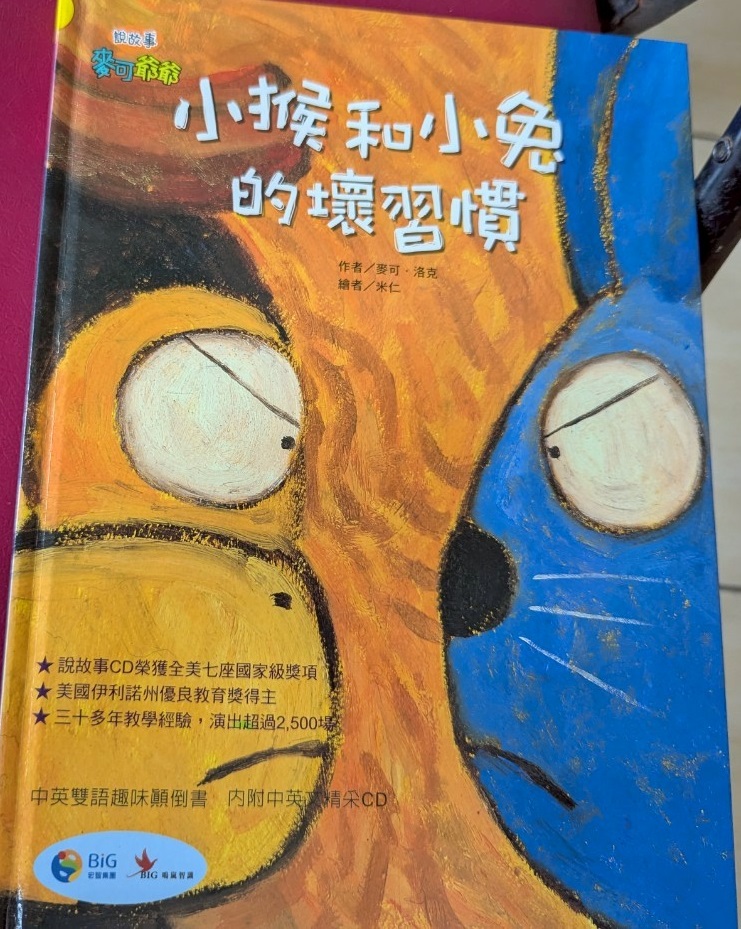 說故事
麥可爺爺
小猴和小兔
的壞習慣
作者／麥可·洛克
繪者／米仁
★說故事CD榮獲全美七座國家級獎項
★美國伊利諾州優良教育獎得主
★三十多年教學經驗，演出超過2,500場
中英雙語趣味顛倒書 內附中英文精采CD
BiG
BIG